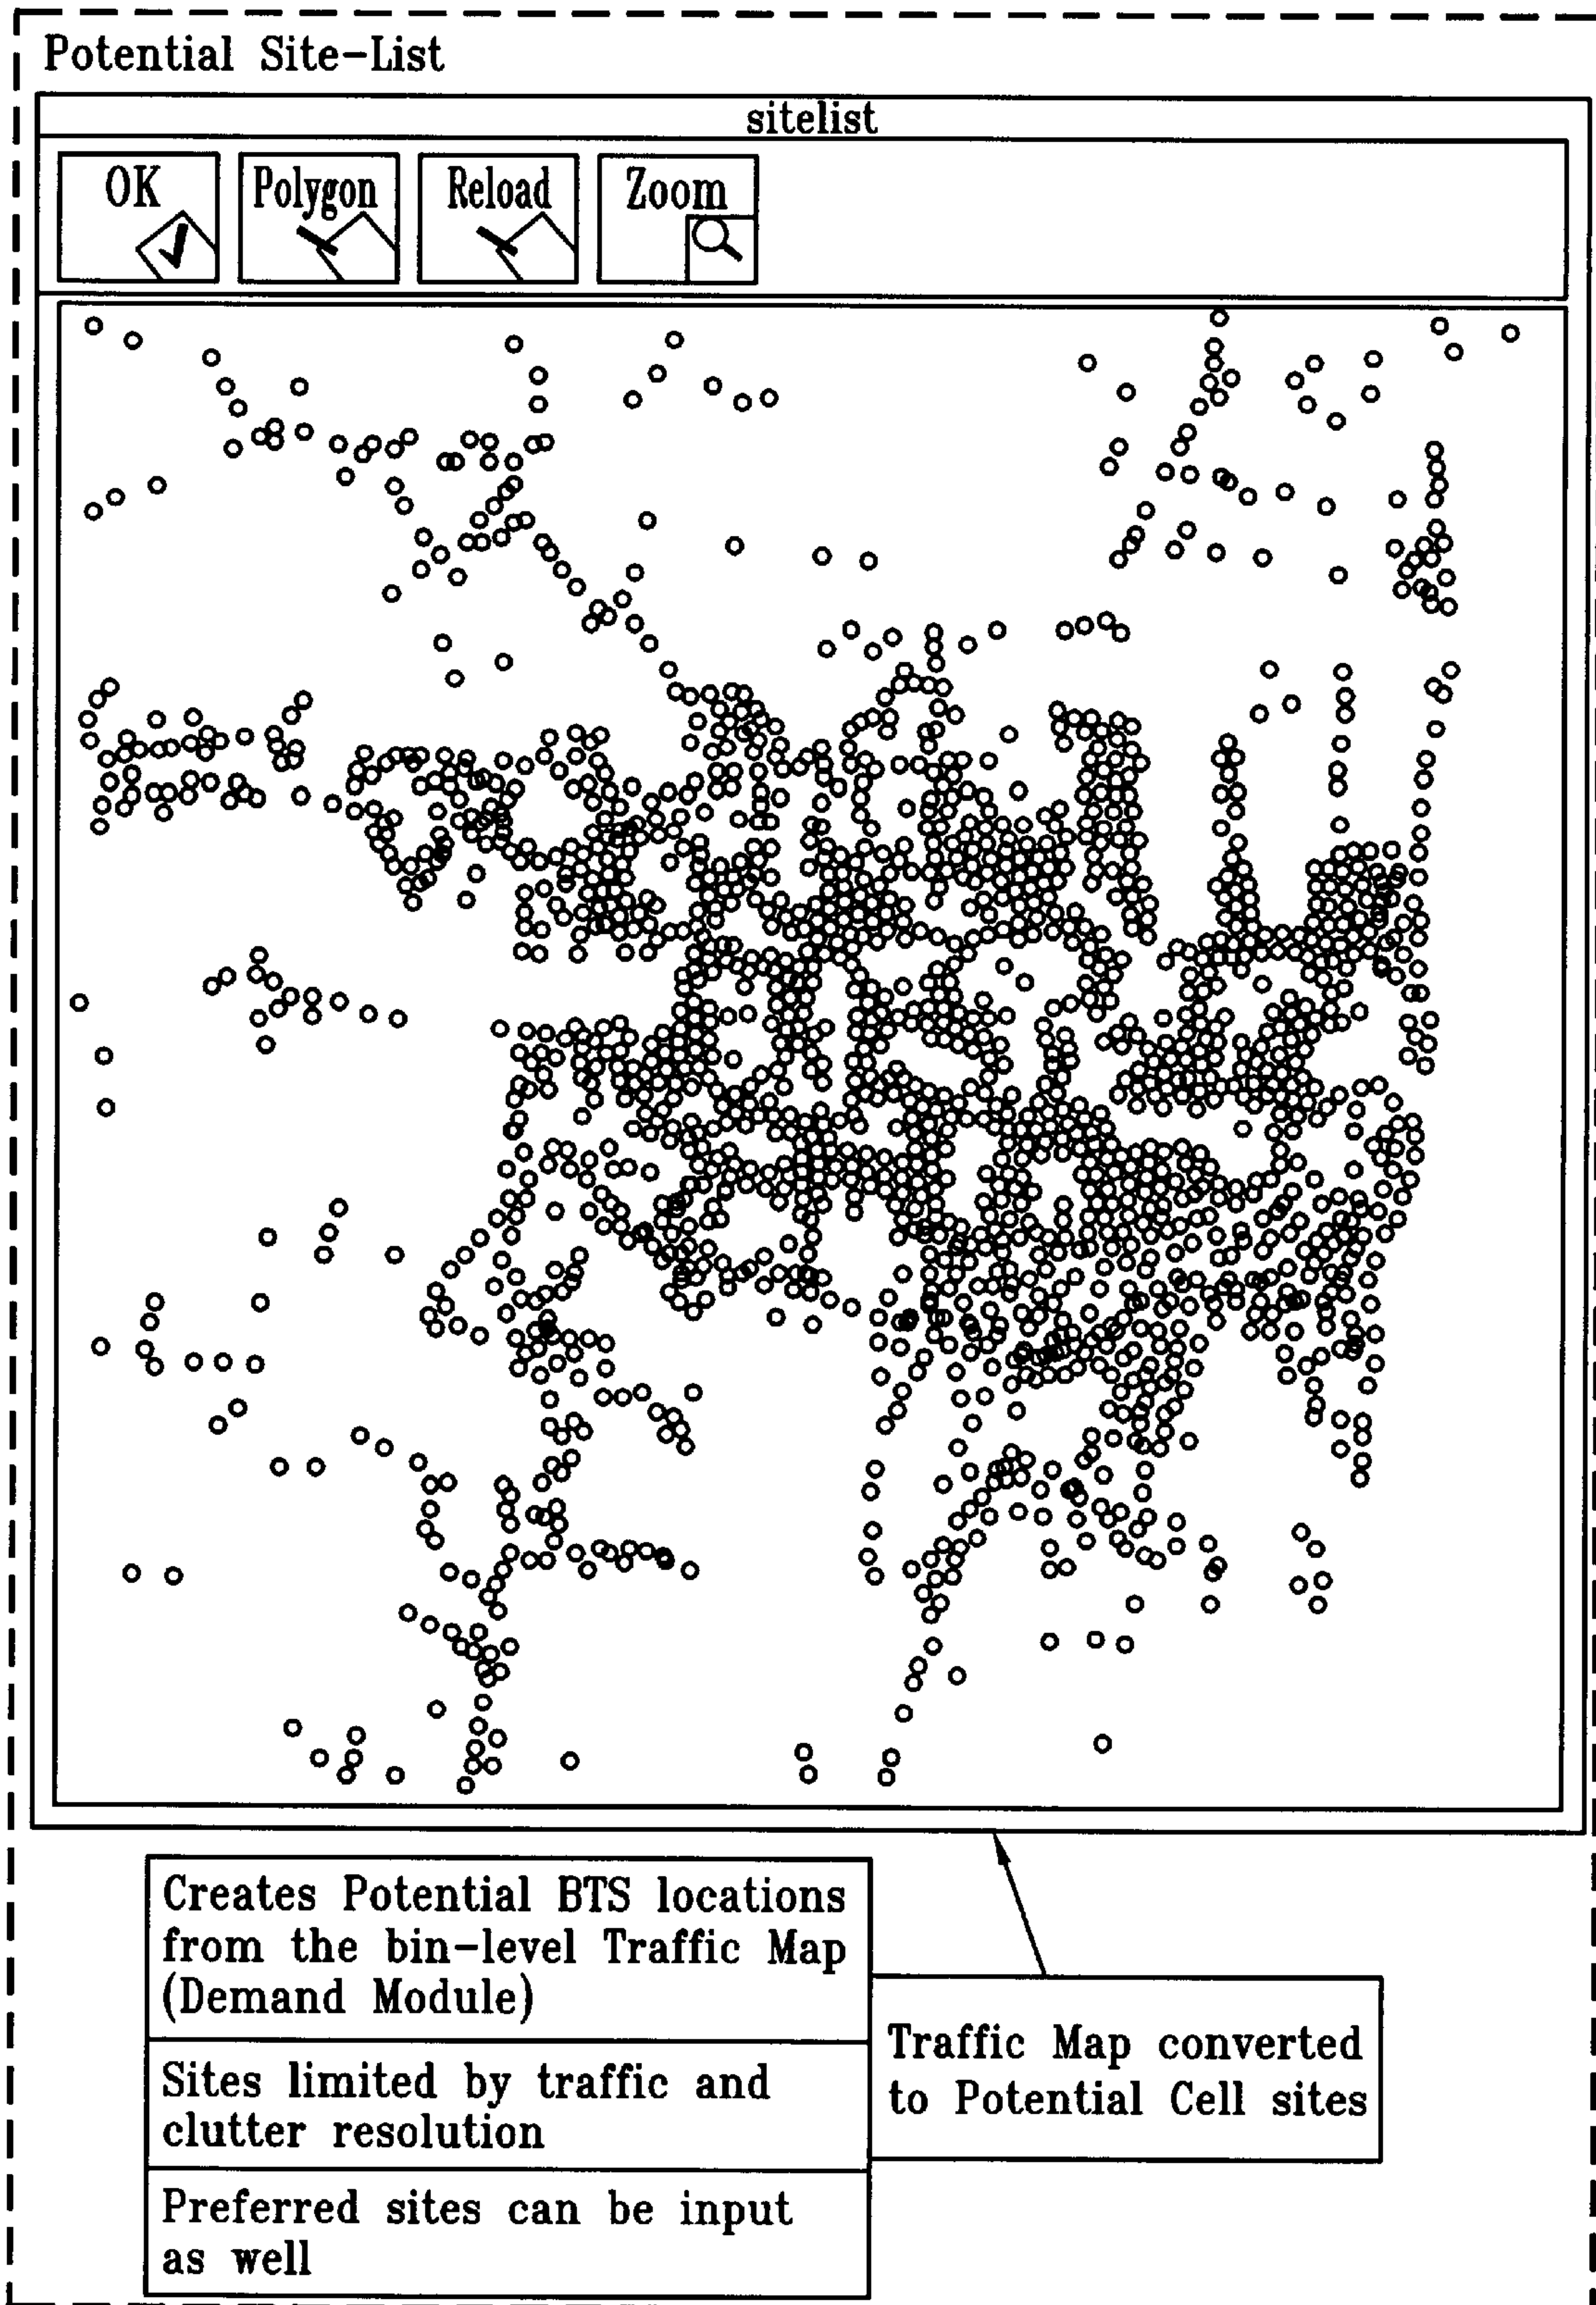 Potential Site-List
sitelist
OK
Polygon
Reload
Zoom
Creates Potential BTS locations
from the bin-level Traffic Map
(Demand Module)
Sites limited by traffic and
clutter resolution
Preferred sites can be input
as well
Traffic Map converted
to Potential Cell sites